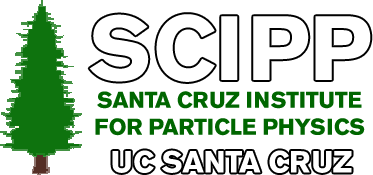 SCIPP
SANTA CRUZ INSTITUTE
FOR PARTICLE PHYSICS
UC SANTA CRUZ